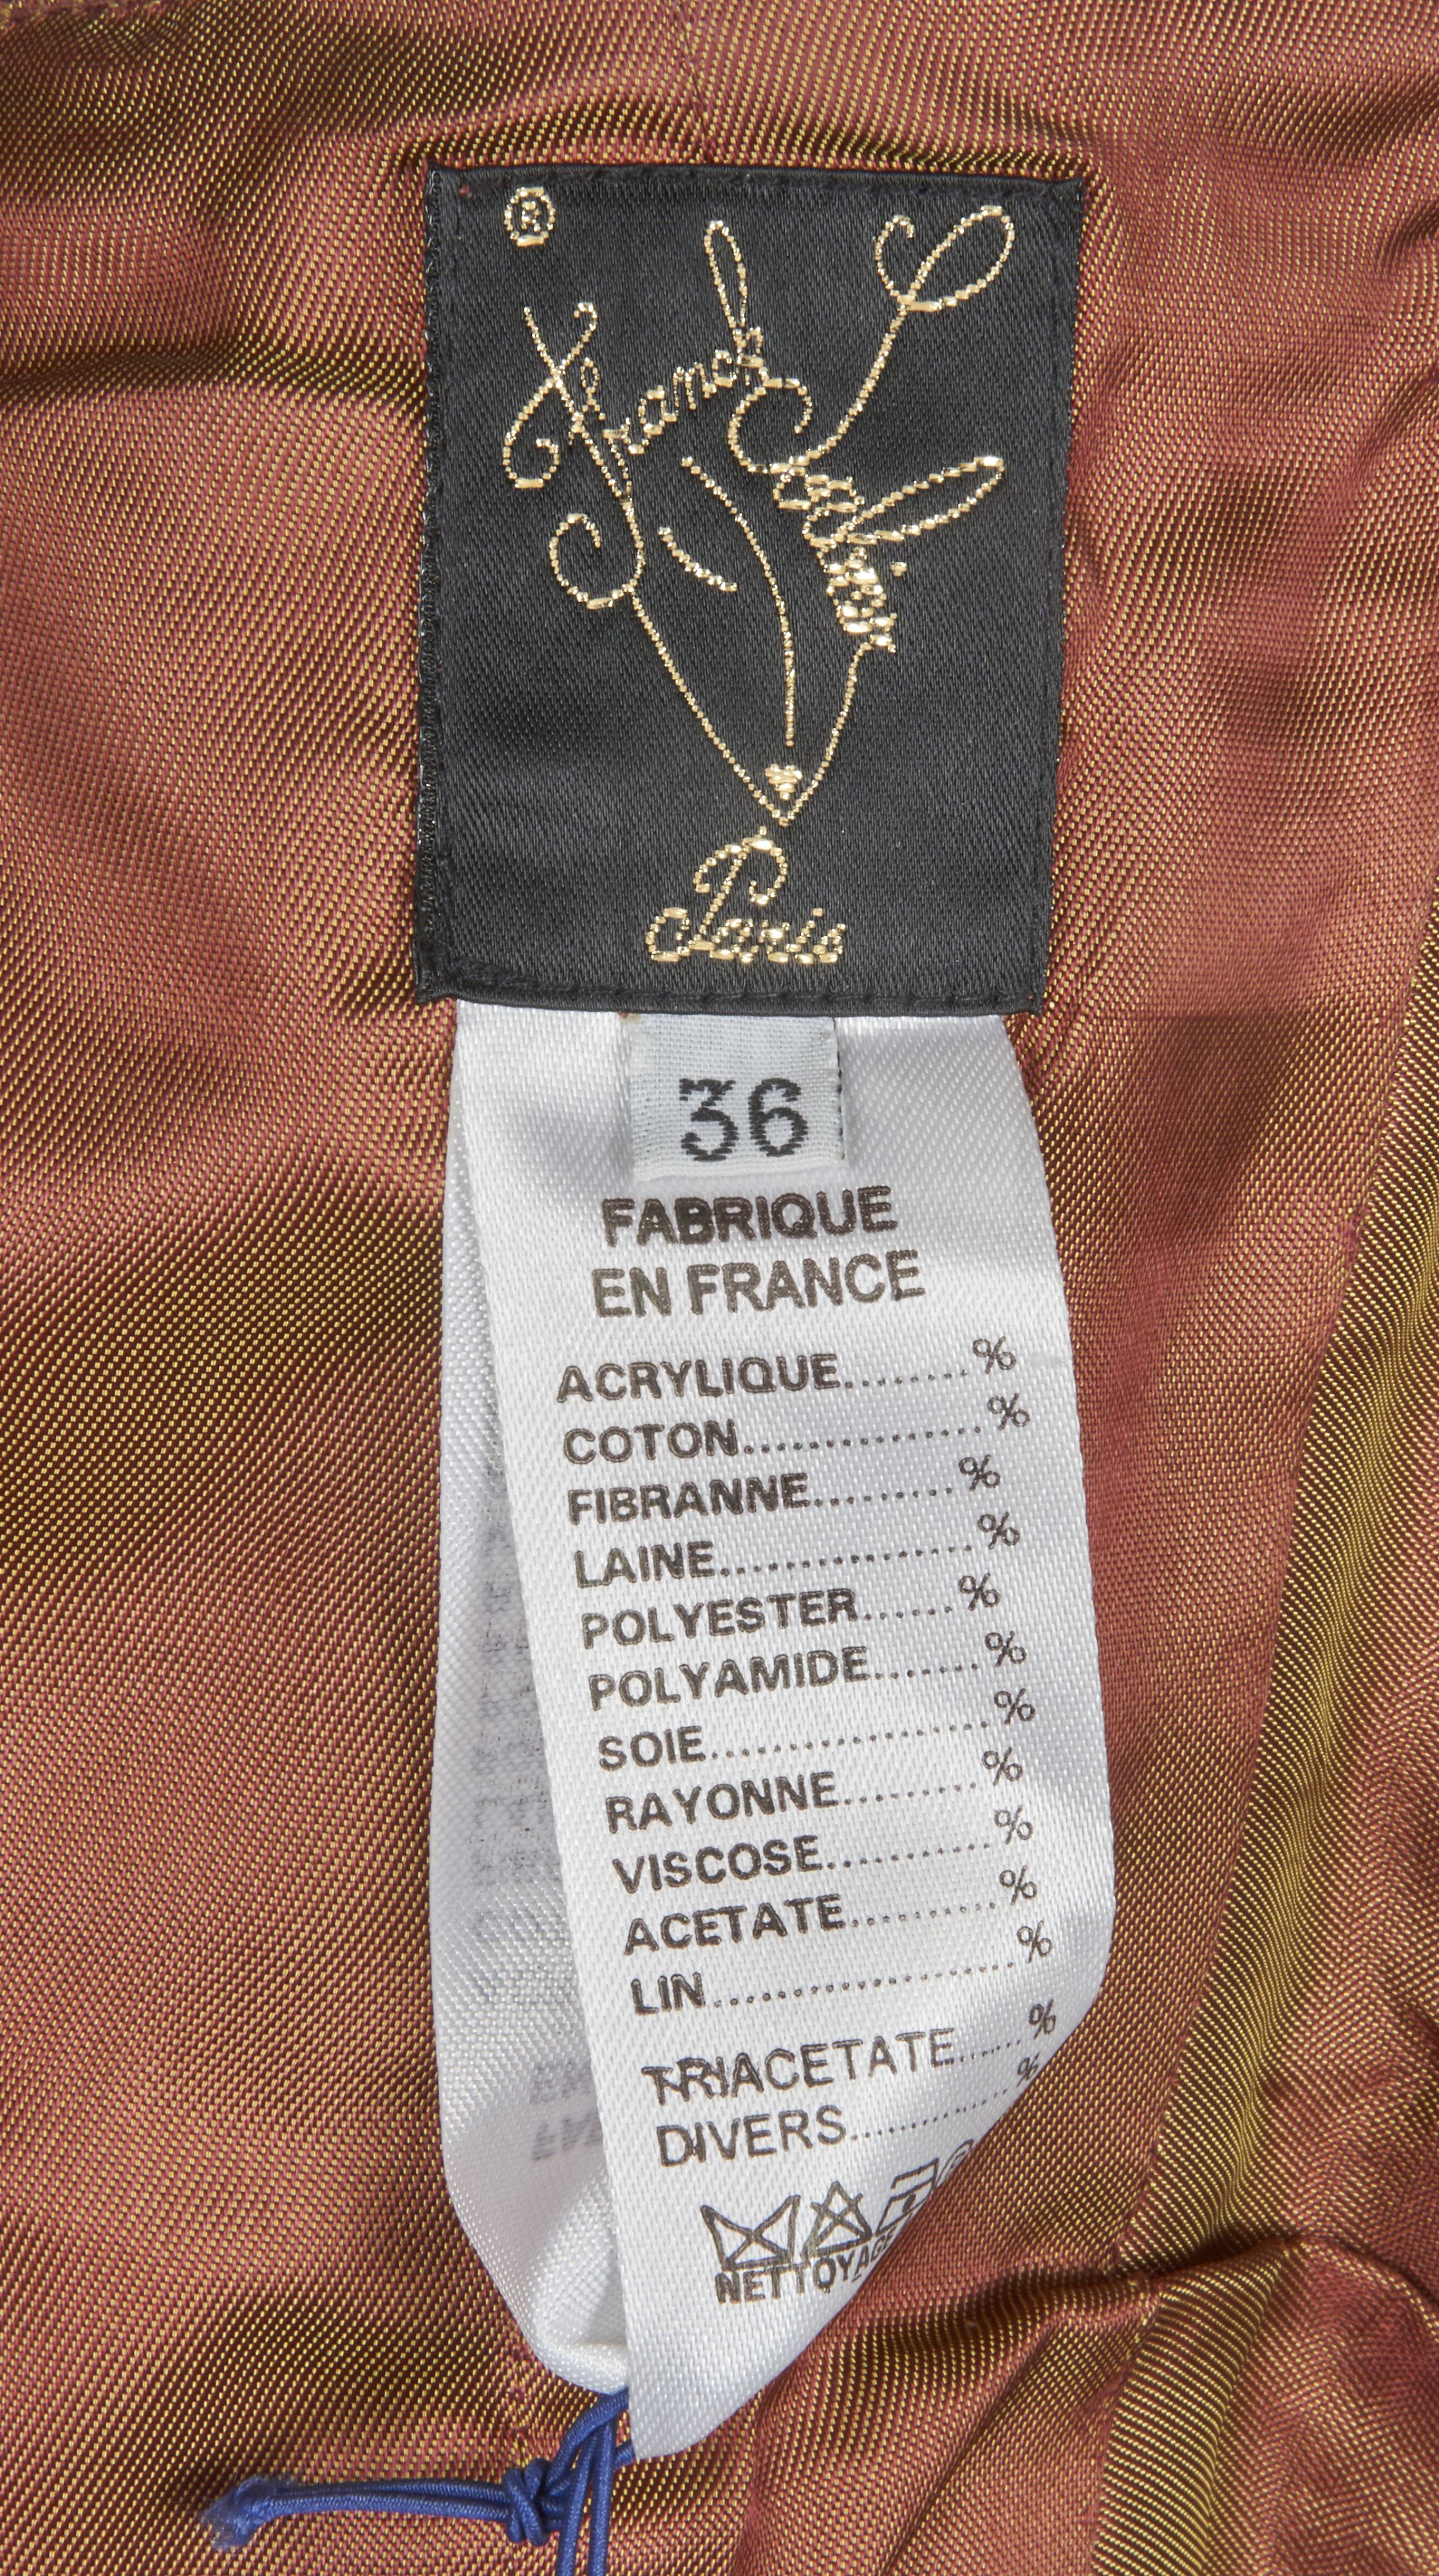 ®
Paris
36
FABRIQUE
EN FRANCE
ACRYLIQUE........%
COTON................%
FIBRANNE.........%
LAINE.................%
POLYESTER......%
POLYAMIDE.......%
SOIE...................%
RAYONNE.........%
VISCOSE...........%
ACETATE..........%
LIN.....................%
TRIACETATE......%
DIVERS...........%
NETTOYAGE